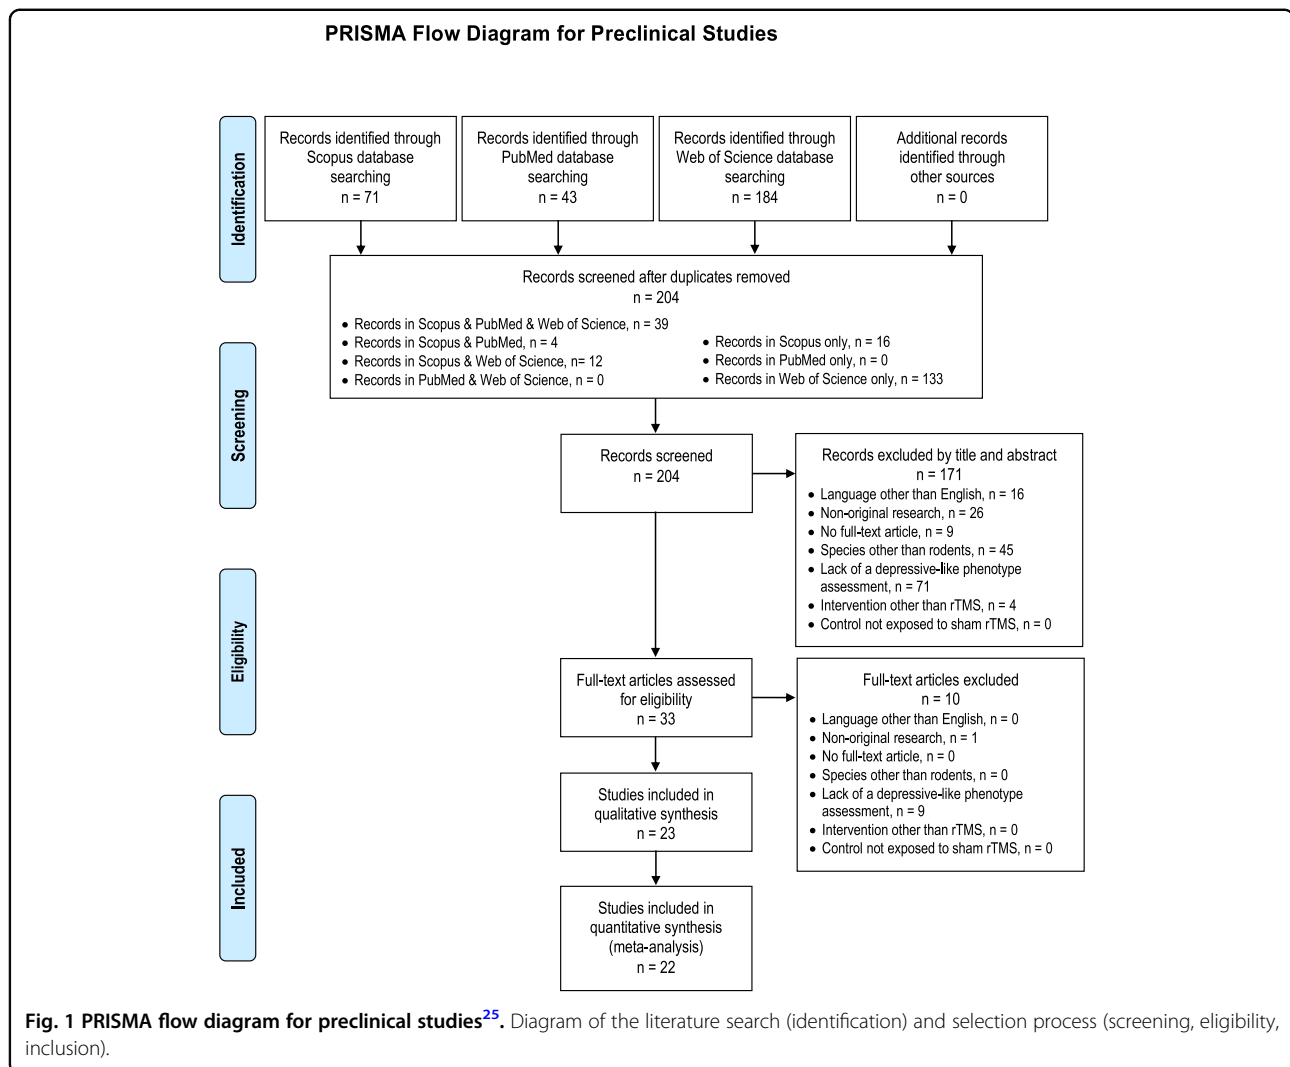 PRISMA Flow Diagram for Preclinical Studies
Identification
Records identified through
Scopus database
searching
n = 71
Records identified through
PubMed database
searching
n = 43
Records identified through
Web of Science database
searching
n = 184
Additional records
identified through
other sources
n = 0
Records screened after duplicates removed
n = 204
• Records in Scopus & PubMed & Web of Science, n = 39
• Records in Scopus & PubMed, n = 4
• Records in Scopus & Web of Science, n= 12
• Records in PubMed & Web of Science, n = 0
• Records in Scopus only, n = 16
• Records in PubMed only, n = 0
• Records in Web of Science only, n = 133
Screening
Records screened
n = 204
Records excluded by title and abstract
n = 171
• Language other than English, n = 16
• Non-original research, n = 26
• No full-text article, n = 9
• Species other than rodents, n = 45
• Lack of a depressive-like phenotype
assessment, n = 71
• Intervention other than rTMS, n = 4
• Control not exposed to sham rTMS, n = 0
Eligibility
Full-text articles assessed
for eligibility
n = 33
Full-text articles excluded
n = 10
• Language other than English, n = 0
• Non-original research, n = 1
• No full-text article, n = 0
• Species other than rodents, n = 0
• Lack of a depressive-like phenotype
assessment, n = 9
• Intervention other than rTMS, n = 0
• Control not exposed to sham rTMS, n = 0
Included
Studies included in
qualitative synthesis
n = 23
Studies included in
quantitative synthesis
(meta-analysis)
n = 22
Fig. 1 PRISMA flow diagram for preclinical studies25. Diagram of the literature search (identification) and selection process (screening, eligibility,
inclusion).